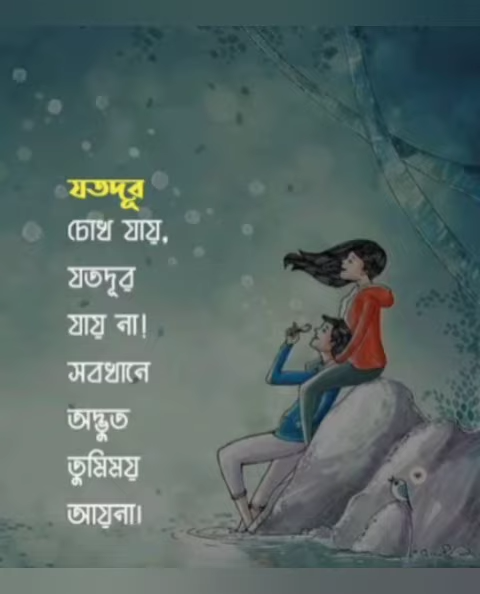 যতদূর
চোখ যায়,
যতদূর
যায় না!
সবখানে
অদ্ভুত
তুমিময়
আয়না।